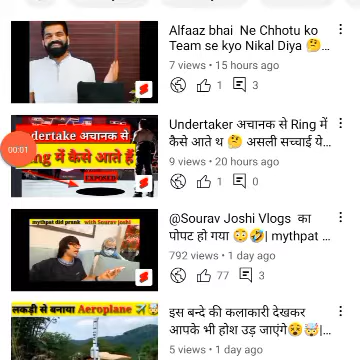 Alfaaz bhai Ne Chhotu ko
Team se kyo Nikal Diya 🤔...
7 views • 15 hours ago
1 3
ndertake अचानक से
Ring में कैसे आते हैं
EXPOSED
00:01
Undertaker अचानक से Ring में
कैसे आते थे 🤔 असली सच्चाई ये...
9 views • 20 hours ago
1 0
mythpat did prank with Sourav joshi
@Sourav Joshi Vlogs का
पोपट हो गया 😳🤣| mythpat ...
792 views • 1 day ago
77 3
लकड़ी से बनाया Aeroplane ✈️🤯
इस बन्दे की कलाकारी देखकर
आपके भी होश उड़ जाएंगे😵🤯|...
5 views • 1 day ago